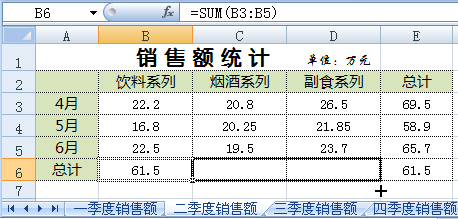 B6 =SUM(B3:B5)
A B C D E
1 销售额统计 单位：万元
2 饮料系列 烟酒系列 副食系列 总计
3 4月 22.2 20.8 26.5 69.5
4 5月 16.8 20.25 21.85 58.9
5 6月 22.5 19.5 23.7 65.7
6 总计 61.5 61.5
7
一季度销售额 二季度销售额 三季度销售额 四季度销售额